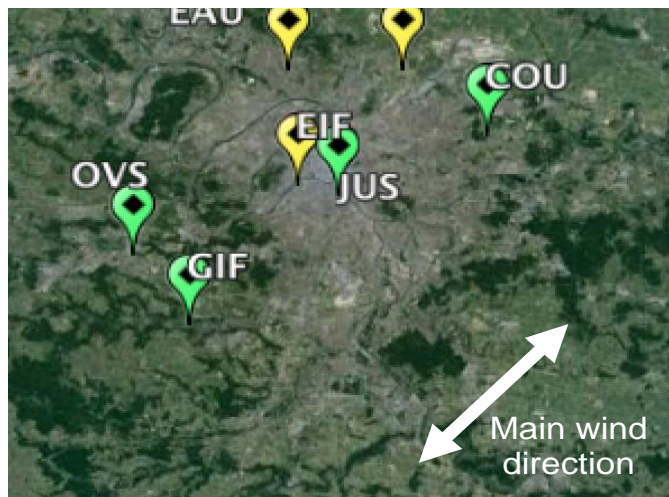 EAU
COU
EIF
JUS
OVS
GIF
Main wind
direction